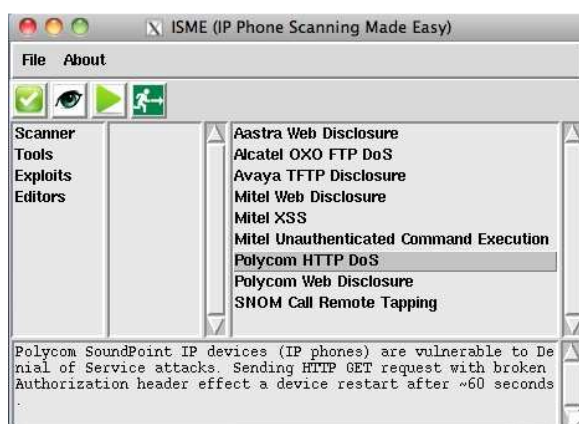 ISME (IP Phone Scanning Made Easy)
File About
Scanner
Tools
Exploits
Editors
Aastra Web Disclosure
Alcatel OXO FTP DoS
Avaya TFTP Disclosure
Mitel Web Disclosure
Mitel XSS
Mitel Unauthenticated Command Execution
Polycom HTTP DoS
Polycom Web Disclosure
SNOM Call Remote Tapping
Polycom SoundPoint IP devices (IP phones) are vulnerable to De
nial of Service attacks. Sending HTTP GET request with broken
Authorization header effect a device restart after ~60 seconds
.